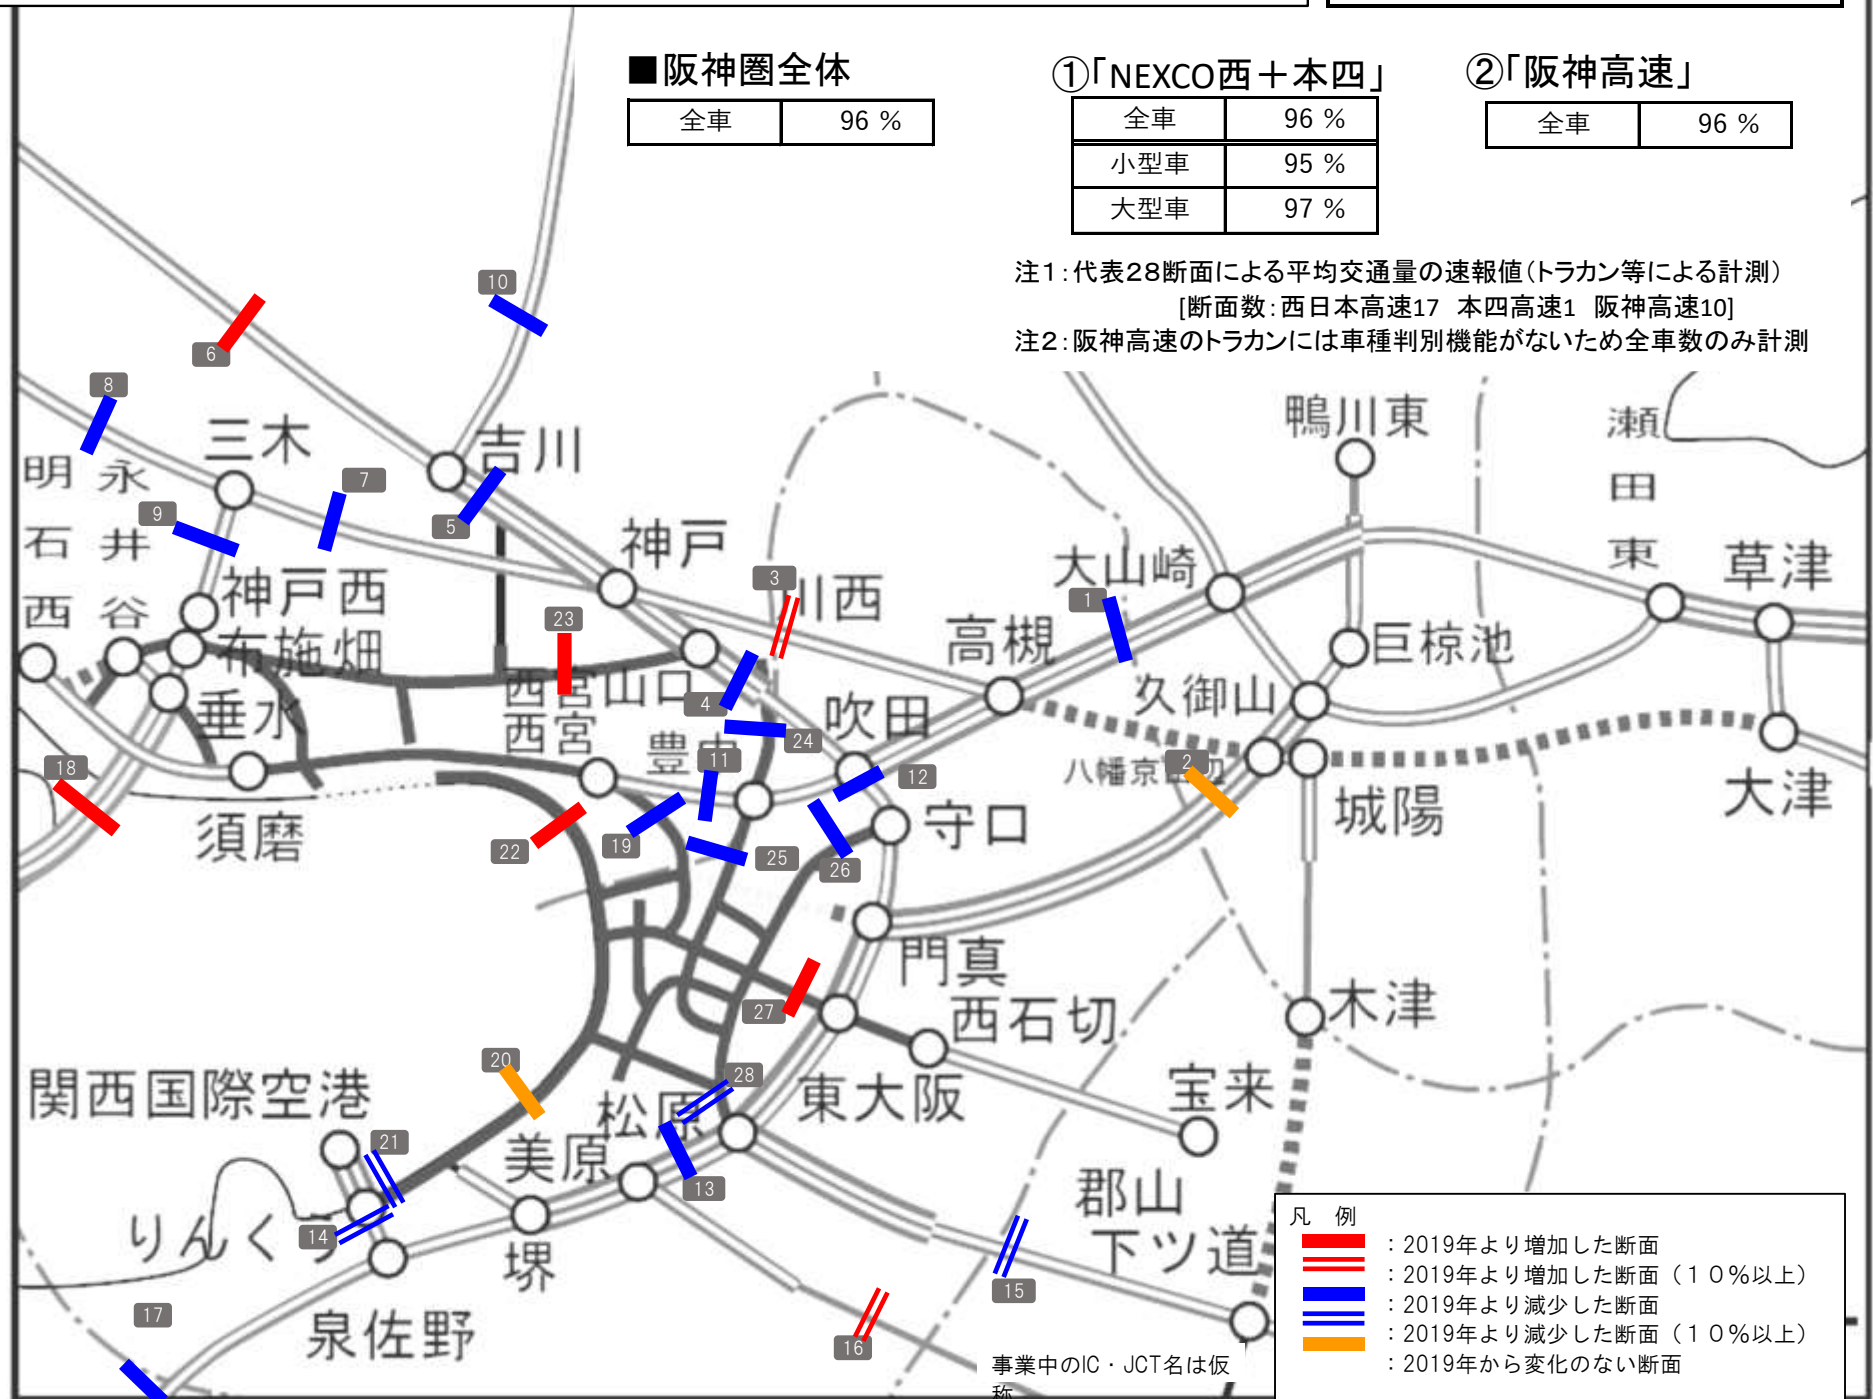 ■阪神圏全体
全車 96 %
①「NEXCO西＋本四」
全車 96 %
小型車 95 %
大型車 97 %
②「阪神高速」
全車 96 %
注1：代表28断面による平均交通量の速報値（トラカン等による計測）
[断面数：西日本高速17 本四高速1 阪神高速10]
注2：阪神高速のトラカンには車種判別機能がないため全車数のみ計測
10
6
8
三木
吉川
鴨川東
瀬田東
明石西
永井谷
7
9
5
神戸
3
川西
大山崎
1
草津
神戸西
布施畑
23
高槻
巨椋池
西宮山口
4
久御山
垂水
西宮
豊中
24
吹田
11
12
八幡京田辺
2
18
須磨
22
19
25
26
守口
城陽
大津
門真
27
西石切
木津
20
28
関西国際空港
松原
東大阪
宝来
21
美原
13
郡山下ツ道
14
りんくう
堺
15
17
泉佐野
16
事業中のIC・JCT名は仮
称
凡 例
：2019年より増加した断面
：2019年より増加した断面（１０％以上）
：2019年より減少した断面
：2019年より減少した断面（１０％以上）
：2019年から変化のない断面